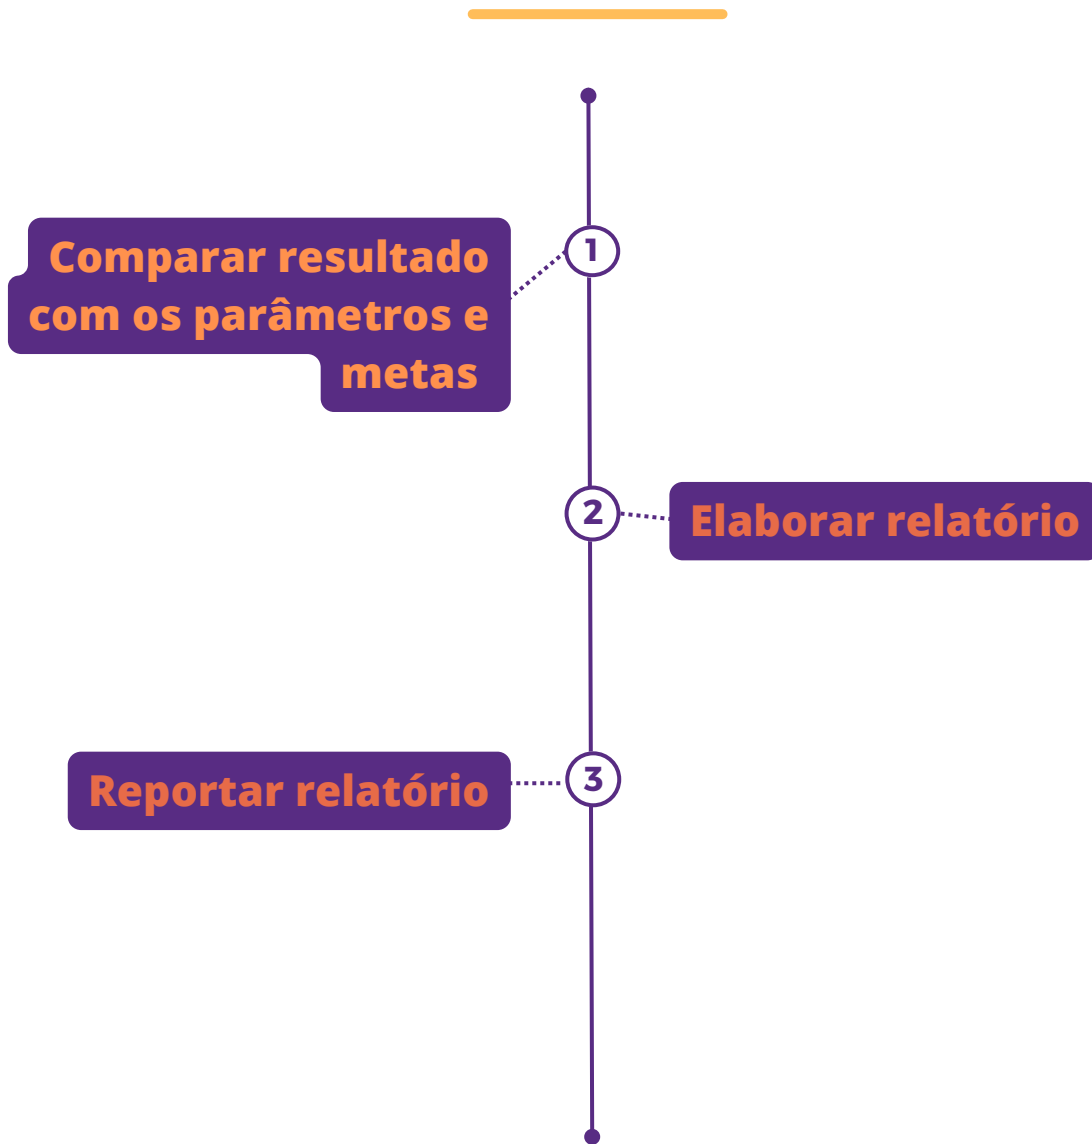 1
Comparar resultado
com os parâmetros e
metas
2
Elaborar relatório
3
Reportar relatório